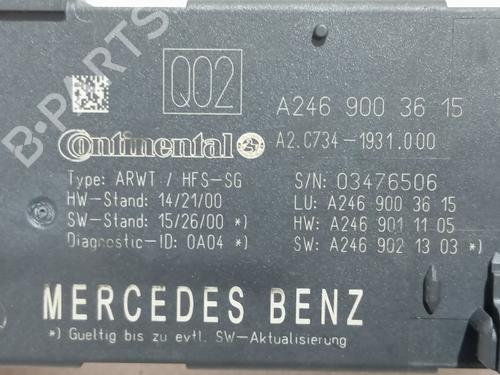 B-PARTS
Q02
A246 900 36 15
Continental
A2.C734-1931.000
Type: ARWT / HFS-SG
S/N: 03476506
HW-Stand: 14/21/00
LU: A246 900 36 15
SW-Stand: 15/26/00 *)
HW: A246 901 11 05
Diagnostic-ID: 0A04 *)
SW: A246 902 13 03 *)
MERCEDES BENZ
*) Gueltig bis zu evtl. SW-Aktualisierung